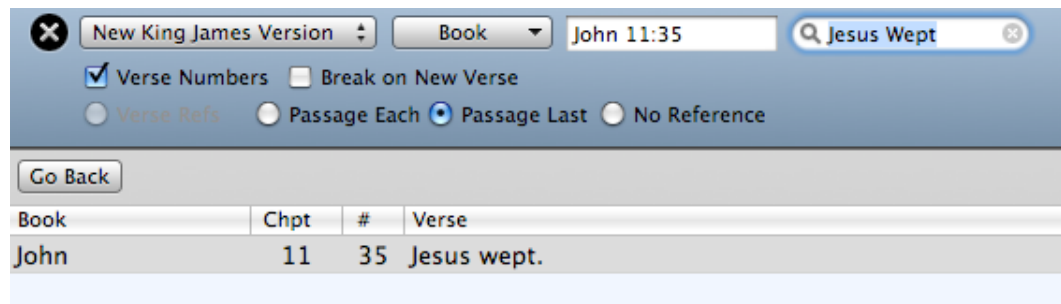 New King James Version Book John 11:35 Jesus Wept
Verse Numbers Break on New Verse
Verse Refs Passage Each Passage Last No Reference
Go Back
Book Chpt # Verse
John 11 35 Jesus wept.